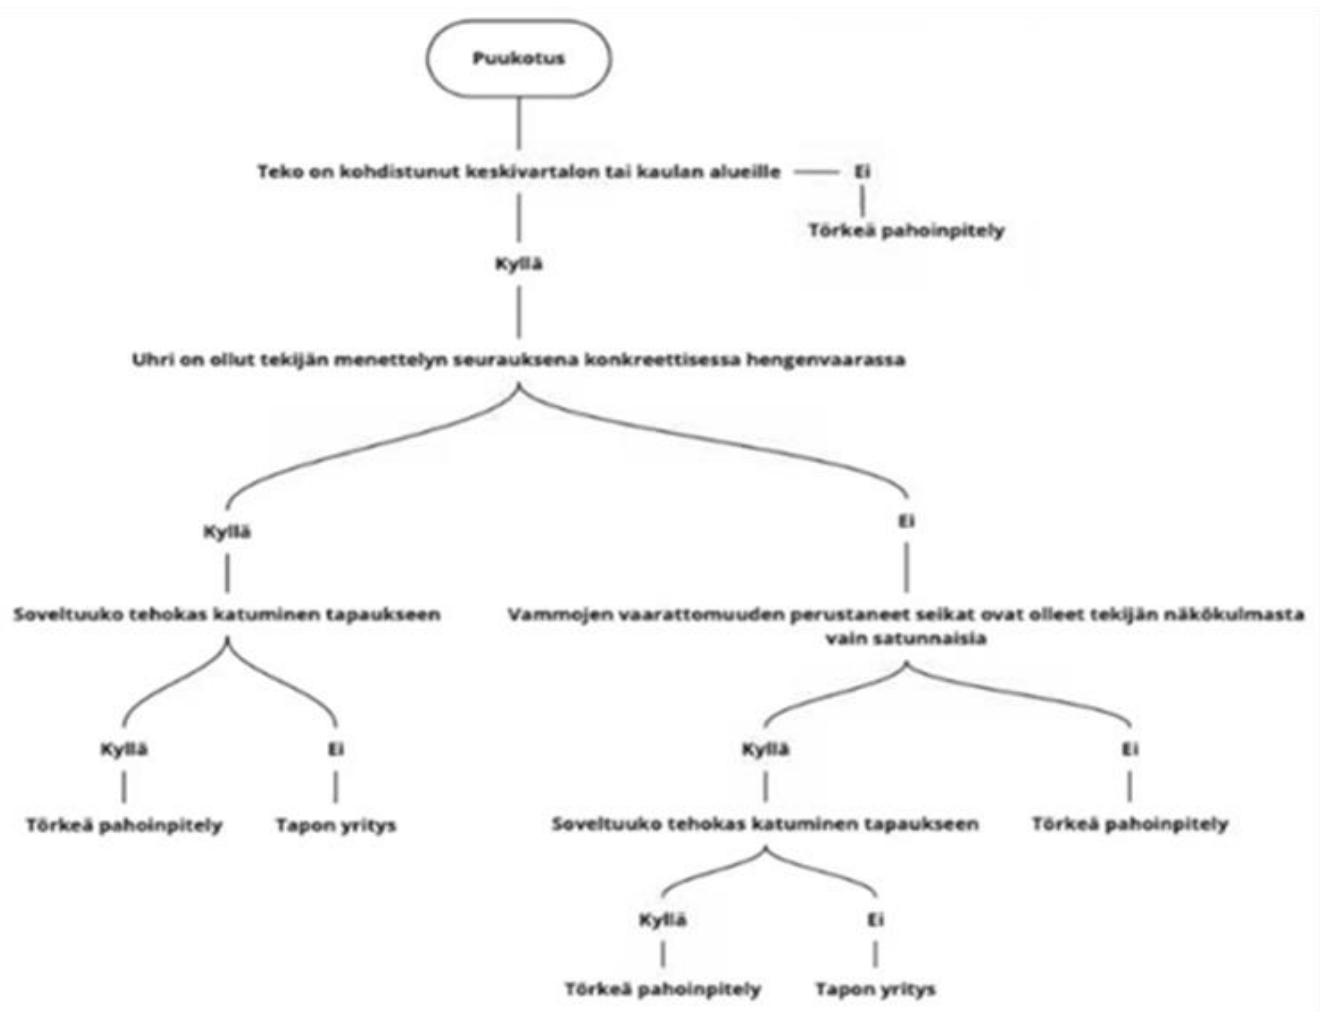 Puukotus
Teko on kohdistunut keskivartalon tai kaulan alueille
Ei
Törkeä pahoinpitely
Kyllä
Uhri on ollut tekijän menettelyn seurauksena konkreettisessa hengenvaarassa
Kyllä
Ei
Soveltuuko tehokas katuminen tapaukseen
Vammojen vaarattomuuden perustaneet seikat ovat olleet tekijän näkökulmasta
vain satunnaisia
Kyllä
Ei
Kyllä
Ei
Törkeä pahoinpitely
Tapon yritys
Soveltuuko tehokas katuminen tapaukseen
Törkeä pahoinpitely
Kyllä
Ei
Törkeä pahoinpitely
Tapon yritys